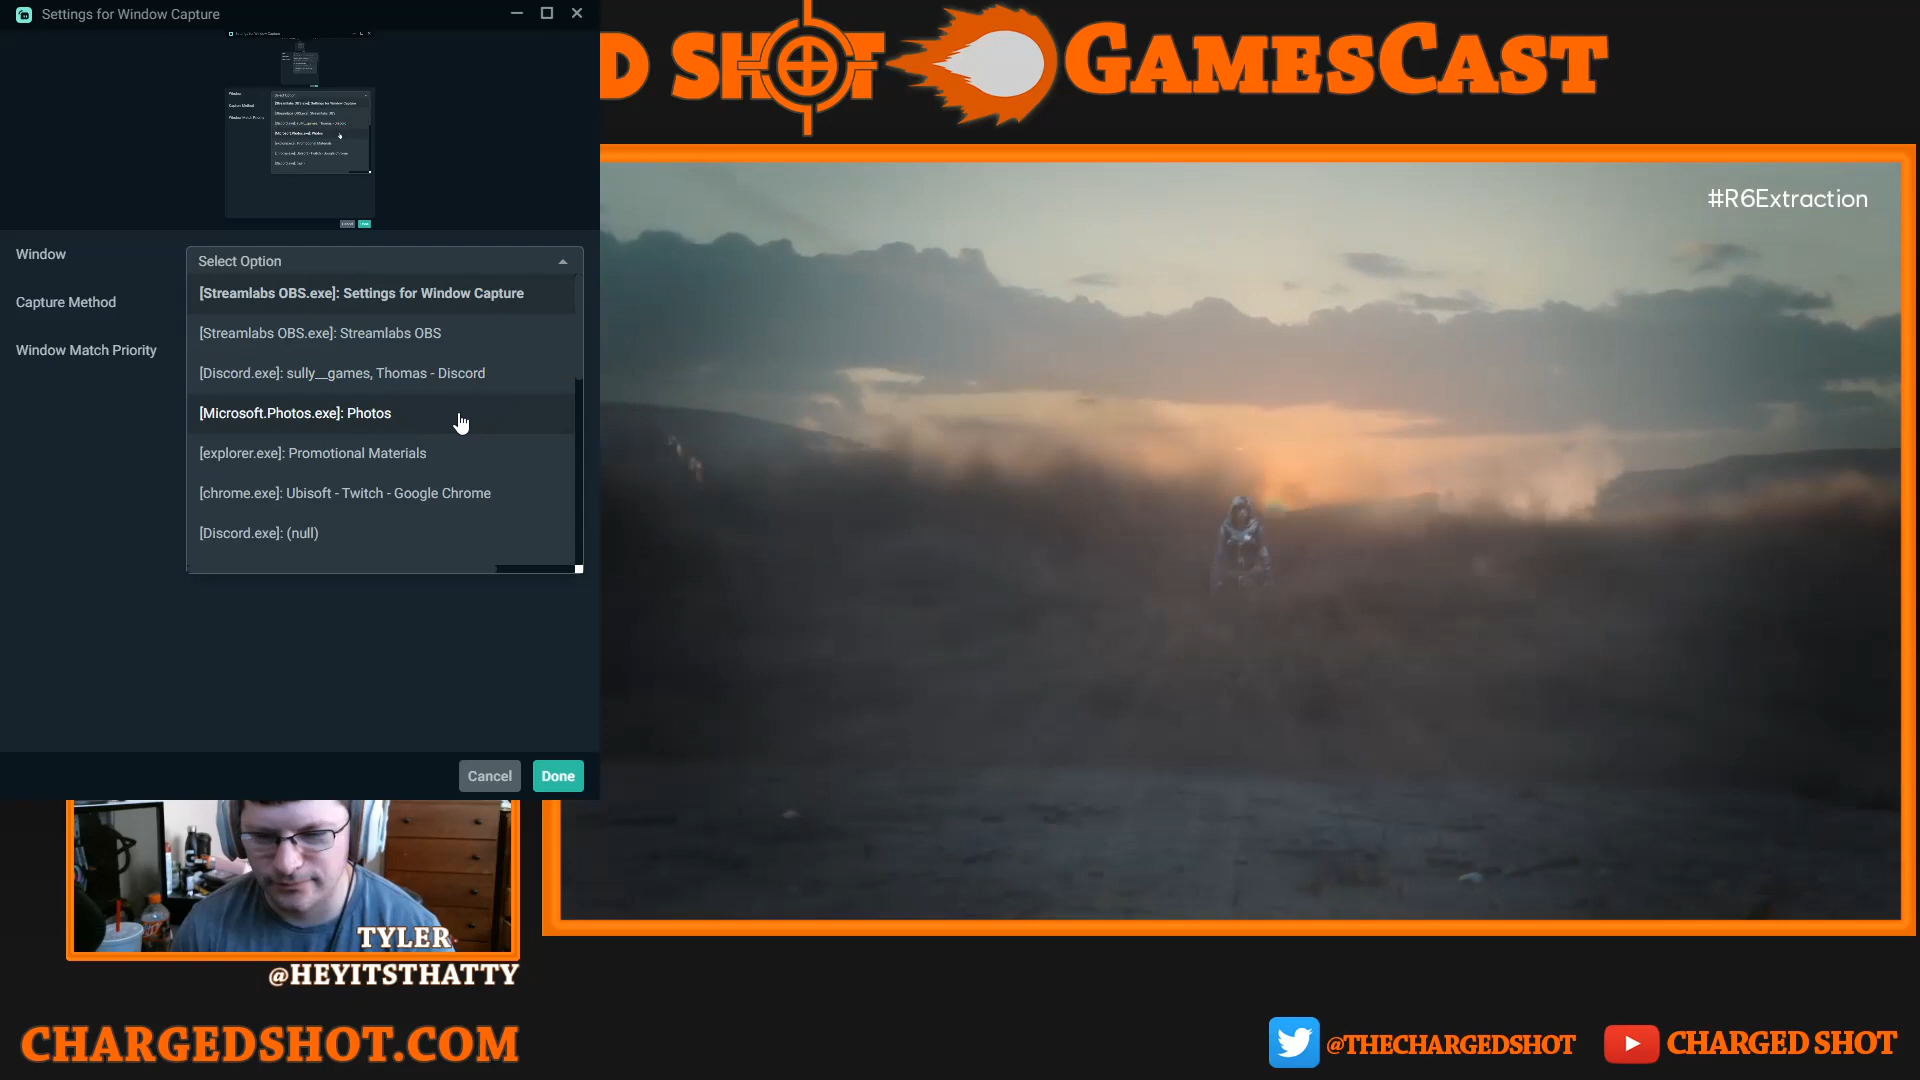 Settings for Window Capture
D SHOT GAMESCAST
#R6Extraction
Window
Select Option
[Streamlabs OBS.exe]: Settings for Window Capture
Capture Method
[Streamlabs OBS.exe]: Streamlabs OBS
Window Match Priority
[Discord.exe]: sully__games, Thomas - Discord
[Microsoft.Photos.exe]: Photos
[explorer.exe]: Promotional Materials
[chrome.exe]: Ubisoft - Twitch - Google Chrome
[Discord.exe]: (null)
Cancel
Done
TYLER
@HEYITSTHATTY
CHARGEDSHOT.COM
@THECHARGEDSHOT
CHARGED SHOT